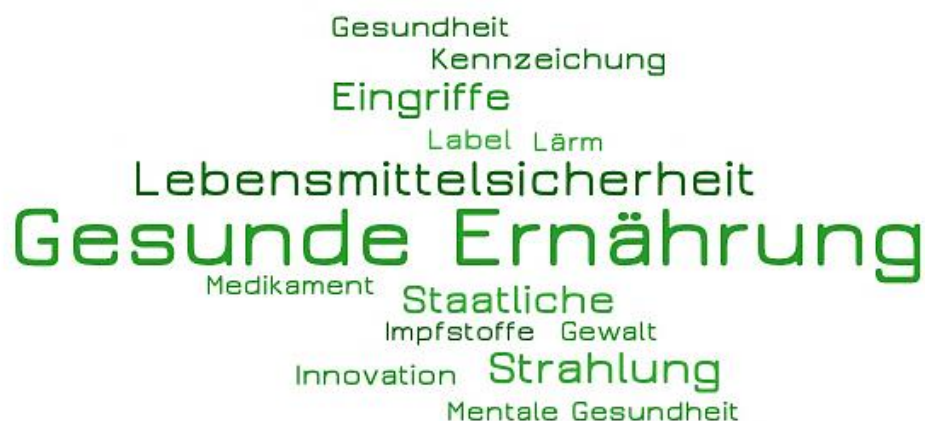 Gesundheit
Kennzeichung
Eingriffe
Label Lärm
Lebensmittelsicherheit
Gesunde Ernährung
Medikament
Staatliche
Impfstoffe Gewalt
Innovation Strahlung
Mentale Gesundheit